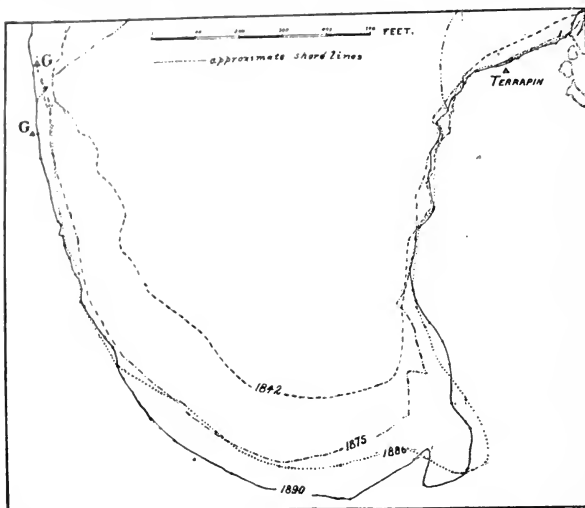 FEET.
approximate shore lines
G
TERRAPIN
G
1842
1875
1886
1890